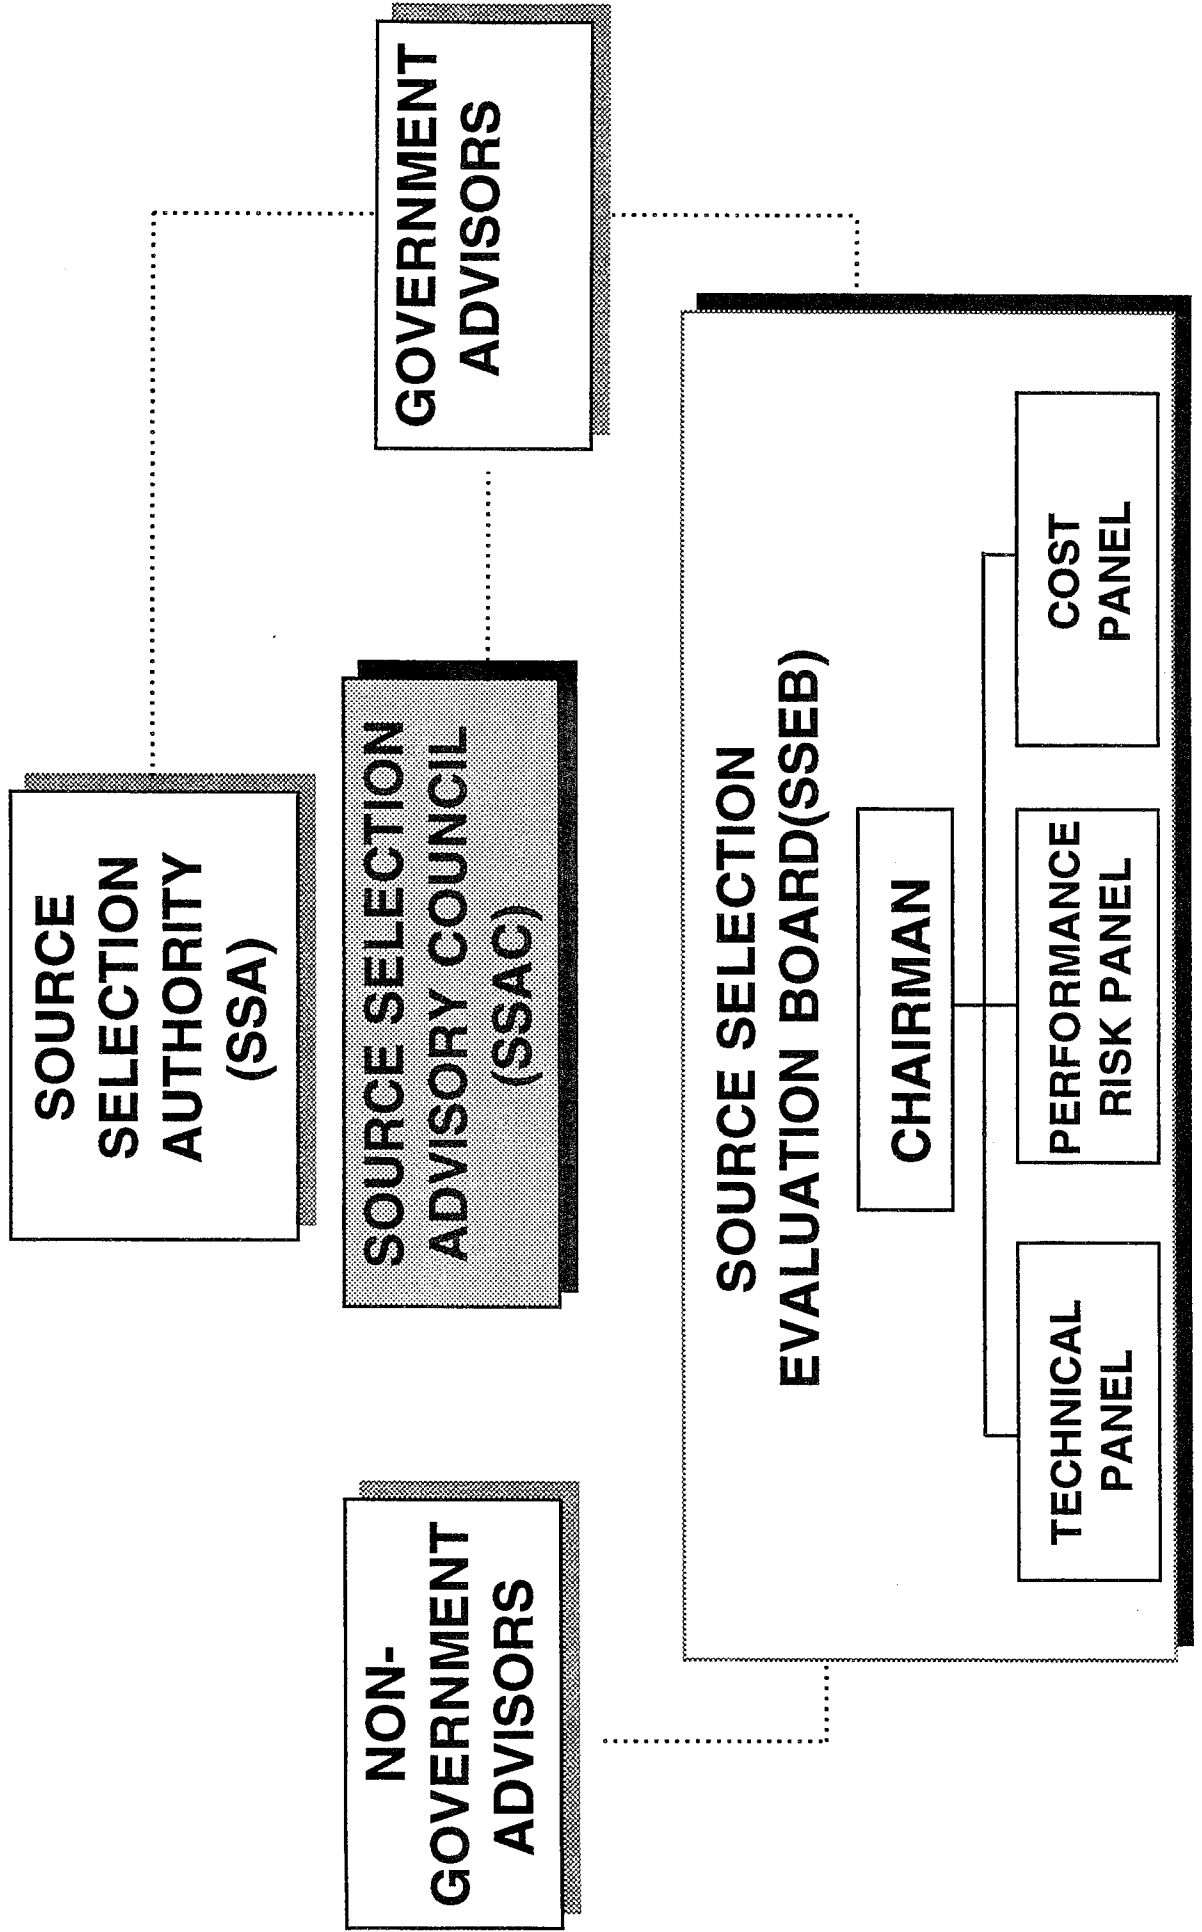 SOURCE
SELECTION
AUTHORITY
(SSA)
NON-
GOVERNMENT
ADVISORS
SOURCE SELECTION
ADVISORY COUNCIL
(SSAC)
GOVERNMENT
ADVISORS
SOURCE SELECTION
EVALUATION BOARD(SSEB)
CHAIRMAN
TECHNICAL
PANEL
PERFORMANCE
RISK PANEL
COST
PANEL